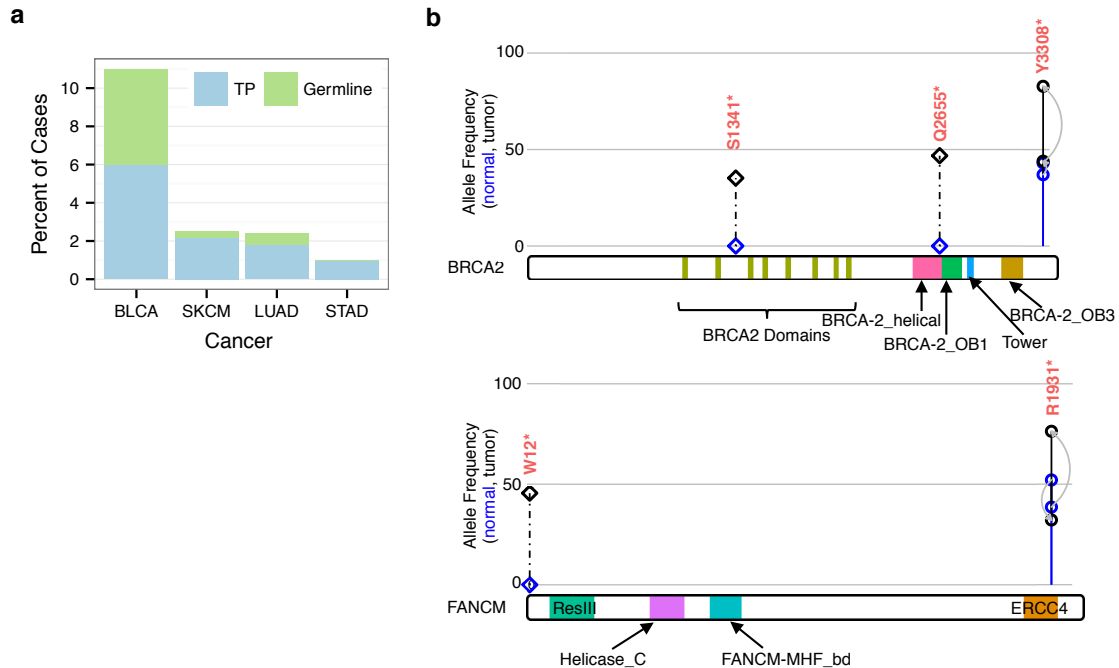 a
Percent of Cases
10
8
6
4
2
0
TP
Germline
BLCA
SKCM
LUAD
STAD
Cancer
b
Allele Frequency
(normal, tumor)
100
50
0
S1341*
Q2655*
Y3308*
BRCA2
BRCA2 Domains
BRCA-2_helical
BRCA-2_OB1
Tower
BRCA-2_OB3
Allele Frequency
(normal, tumor)
100
50
0
W12*
R1931*
FANCM
ResIII
ERCC4
Helicase_C
FANCM-MHF_bd